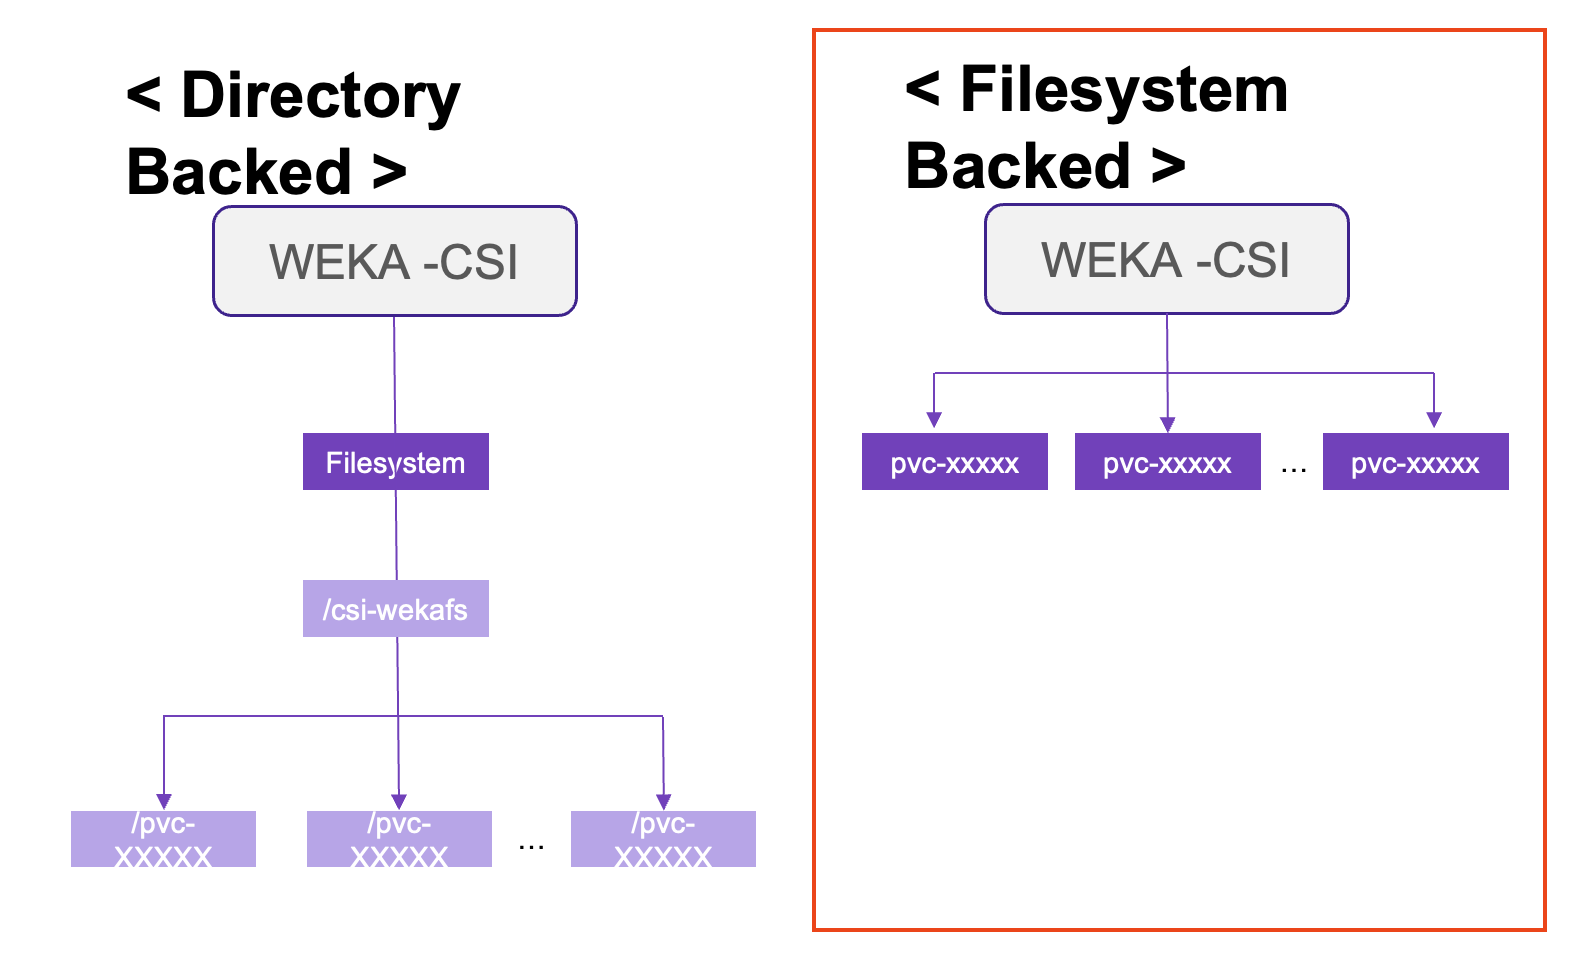 < Directory
Backed >
WEKA -CSI
Filesystem
/csi-wekafs
/pvc-
XXXXX
/pvc-
XXXXX
...
/pvc-
XXXXX
< Filesystem
Backed >
WEKA -CSI
pvc-xxxxx
pvc-xxxxx
...
pvc-xxxxx